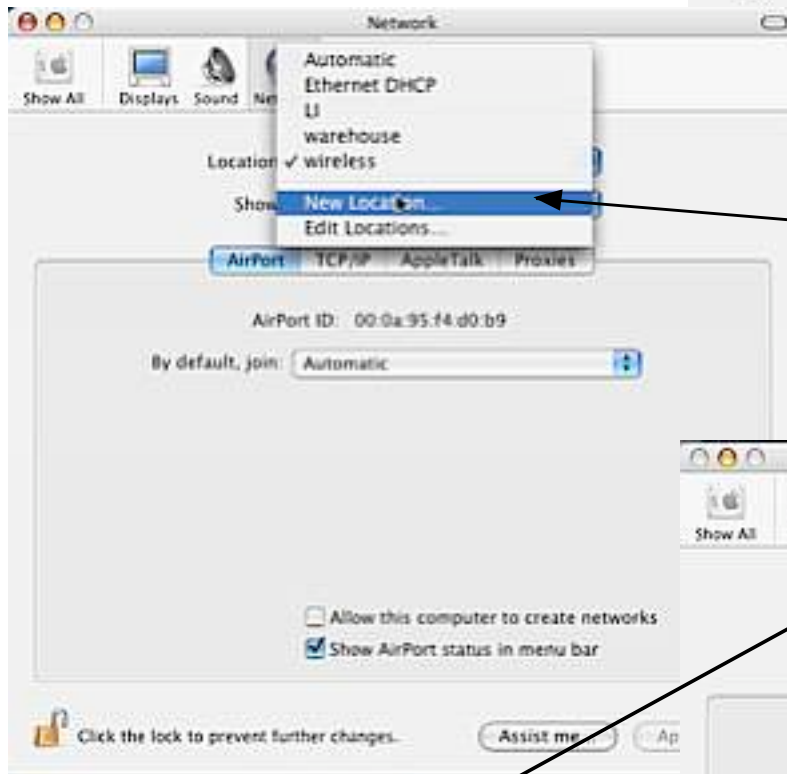 Network
Show All Displays Sound Net
Automatic
Ethernet DHCP
LI
warehouse
Location ✓ wireless
Show New Location...
Edit Locations...
AirPort TCP/IP AppleTalk Proxies
AirPort ID: 00:0a:95:f4:d0:b9
By default, join: Automatic
Show All
Allow this computer to create networks
Show AirPort status in menu bar
Click the lock to prevent further changes. Assist me... Ap